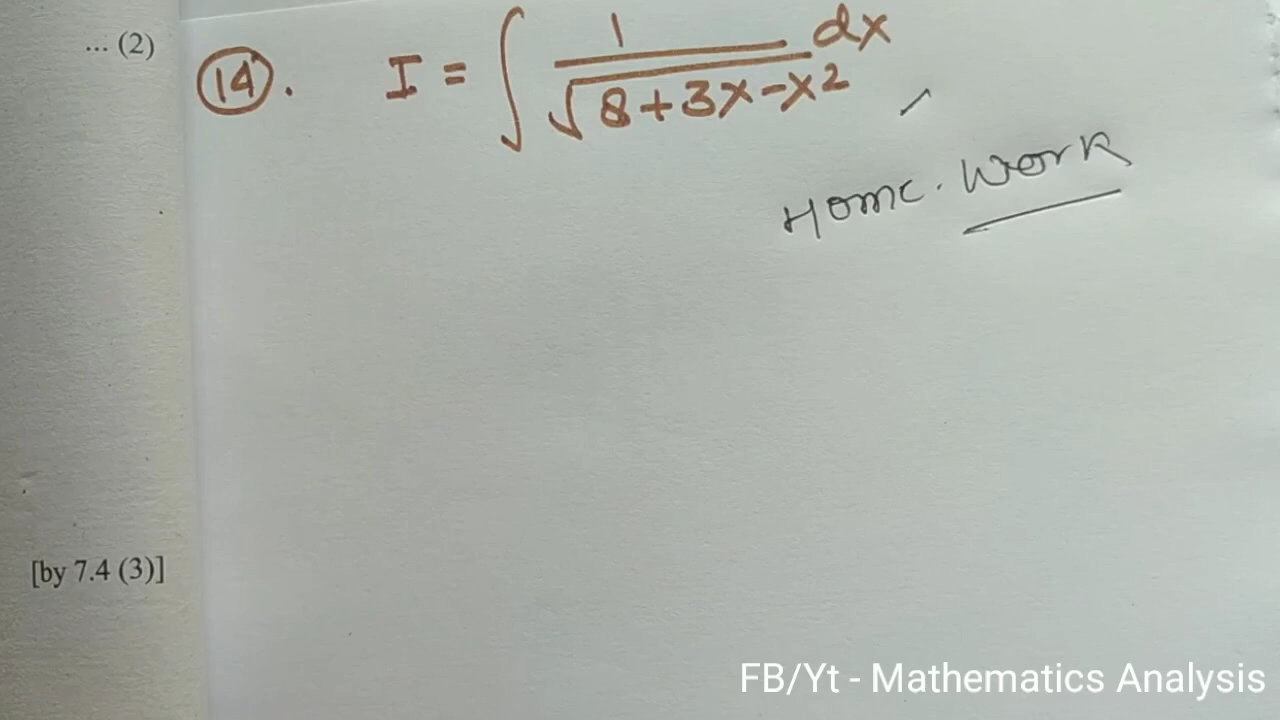 ... (2)
14. I = ∫ 1/√8+3x-x2 dx
Home. Work
[by 7.4 (3)]
FB/Yt - Mathematics Analysis